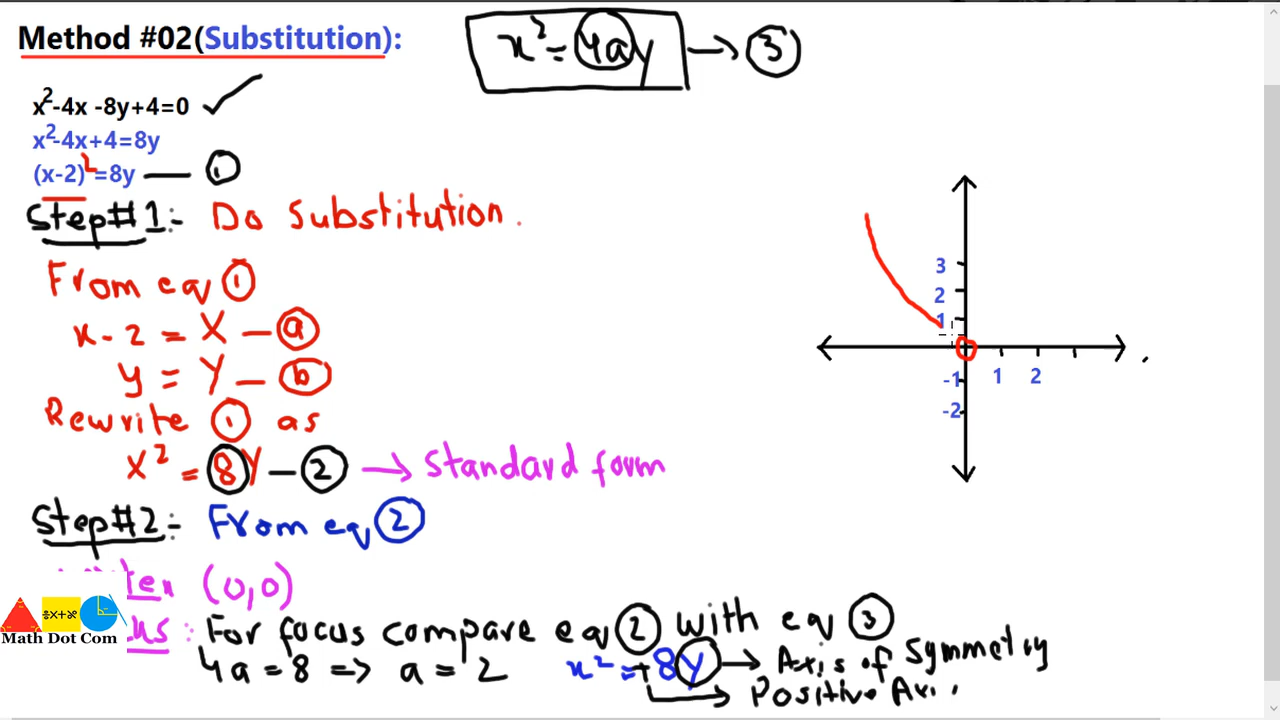 Method #02(Substitution):
x² = 4ay → 3
x²-4x -8y+4=0
x²-4x+4=8y
(x-2)²=8y — 1
Step#1:- Do Substitution.
From eq 1
x - 2 = X — a
y = Y — b
Rewrite 1 as
X² = 8Y — 2 → Standard form
Step#2:- From eq 2
(0,0)
: For focus compare eq 2 with eq 3
4a = 8 => a = 2 x² = +8y → Axis of Symmetry
→ Positive Axi
3
2
1
-1 1 2
-2
÷x+
Math Dot Com